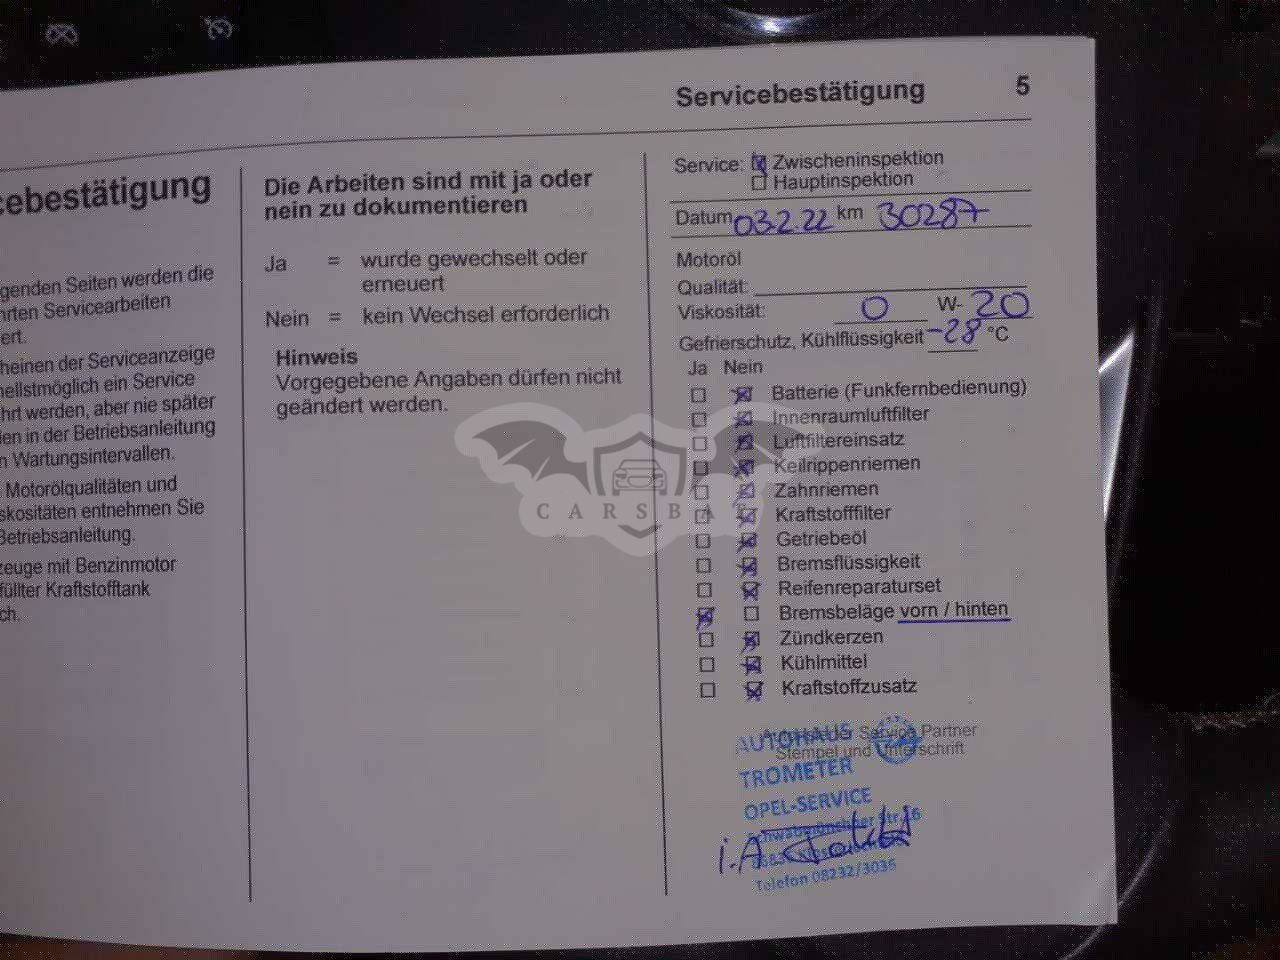 Servicebestätigung 5
cebestätigung
genden Seiten werden die
hrten Servicearbeiten
ert.
heinen der Serviceanzeige
nellstmöglich ein Service
hrt werden, aber nie später
en in der Betriebsanleitung
n Wartungsintervallen.
Motorölqualitäten und
skositäten entnehmen Sie
Betriebsanleitung.
zeuge mit Benzinmotor
füllter Kraftstofftank
ch.
Die Arbeiten sind mit ja oder
nein zu dokumentieren
Ja = wurde gewechselt oder
erneuert
Nein = kein Wechsel erforderlich
Hinweis
Vorgegebene Angaben dürfen nicht
geändert werden.
CARSBAT
Service: Zwischeninspektion
Hauptinspektion
Datum 03.2.22 km 30287
Motoröl
Qualität:
Viskosität: 0 W- 20
Gefrierschutz, Kühlflüssigkeit -28 °C
Ja Nein
Batterie (Funkfernbedienung)
Innenraumluftfilter
Luftfiltereinsatz
Keilrippenriemen
Zahnriemen
Kraftstofffilter
Getriebeöl
Bremsflüssigkeit
Reifenreparaturset
Bremsbeläge vorn / hinten
Zündkerzen
Kühlmittel
Kraftstoffzusatz
Service Partner
Stempel und Unterschrift
AUTOHAUS
TROMETER
OPEL-SERVICE
Str. 16
i.A
Telefon 08232/3036